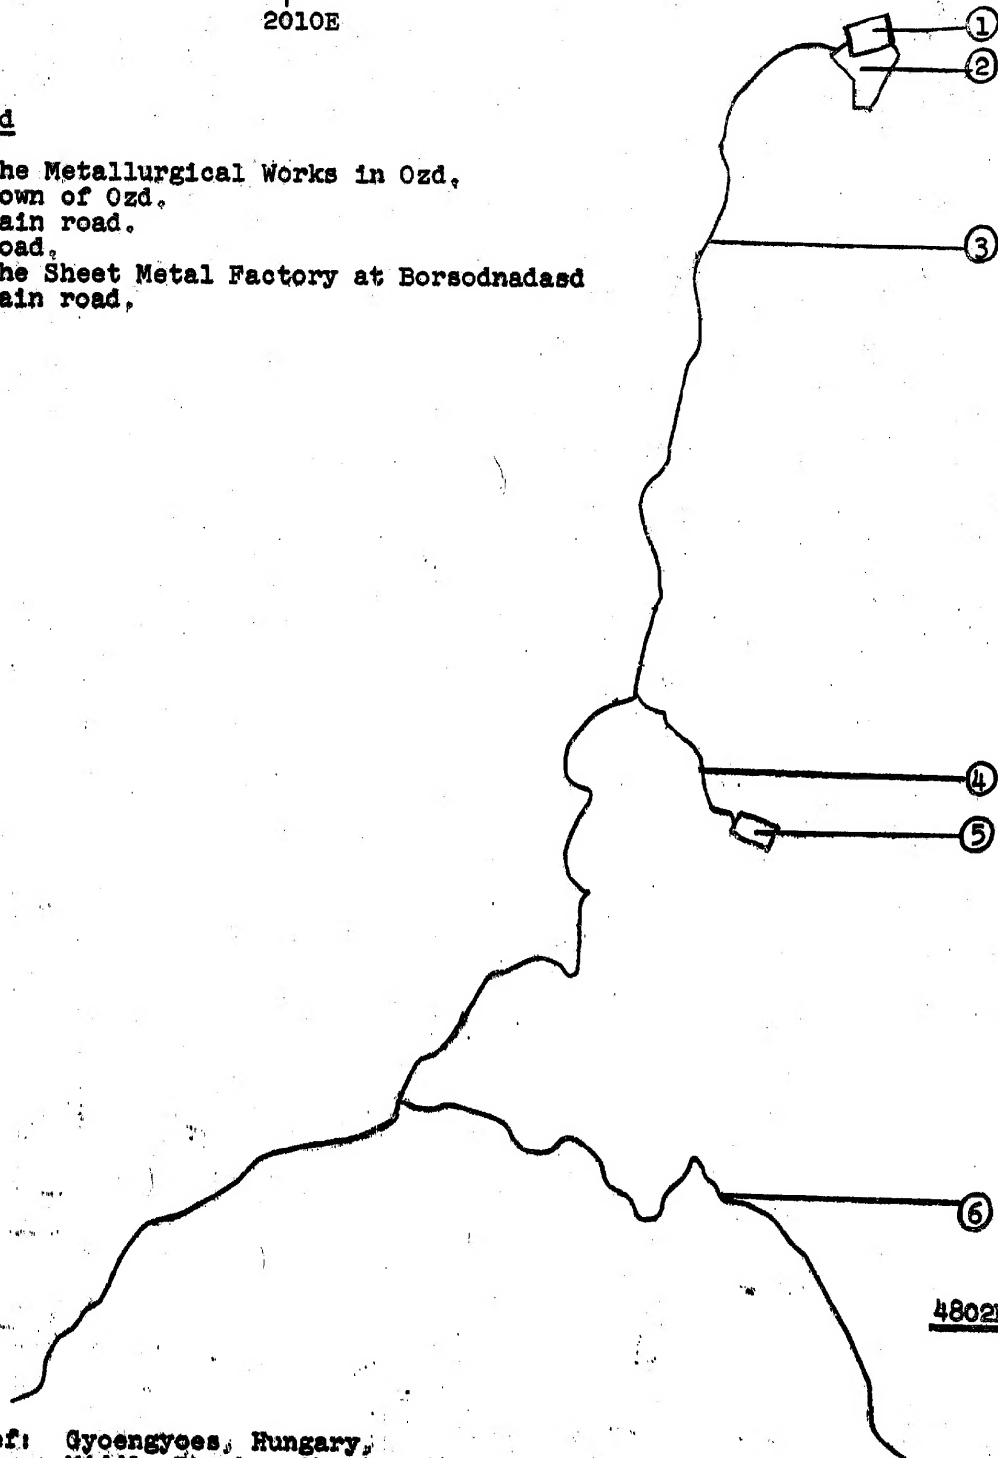 2010E
1
2
d
he Metallurgical Works in Ozd.
own of Ozd.
ain road.
3
oad.
he Sheet Metal Factory at Borsodnadasd
ain road.
4
5
6
4802
ef: Gyoengyoes, Hungary,